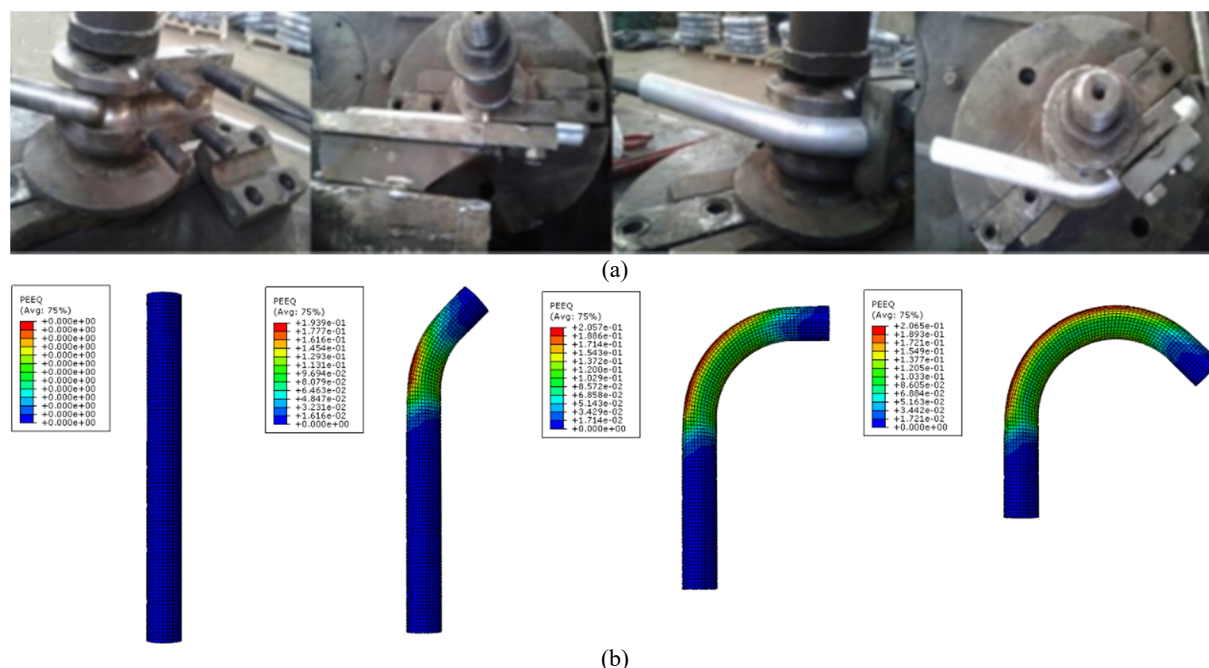 (a)
PEEQ
(Avg: 75%)
+0.000e+00
+0.000e+00
+0.000e+00
+0.000e+00
+0.000e+00
+0.000e+00
+0.000e+00
+0.000e+00
+0.000e+00
+0.000e+00
+0.000e+00
+0.000e+00
+0.000e+00
PEEQ
(Avg: 75%)
+1.939e-01
+1.777e-01
+1.616e-01
+1.454e-01
+1.293e-01
+1.131e-01
+9.694e-02
+8.079e-02
+6.463e-02
+4.847e-02
+3.231e-02
+1.616e-02
+0.000e+00
PEEQ
(Avg: 75%)
+2.057e-01
+1.886e-01
+1.714e-01
+1.543e-01
+1.372e-01
+1.200e-01
+1.029e-01
+8.572e-02
+6.858e-02
+5.143e-02
+3.429e-02
+1.714e-02
+0.000e+00
PEEQ
(Avg: 75%)
+2.065e-01
+1.893e-01
+1.721e-01
+1.549e-01
+1.377e-01
+1.205e-01
+1.033e-01
+8.605e-02
+6.884e-02
+5.163e-02
+3.442e-02
+1.721e-02
+0.000e+00
(b)